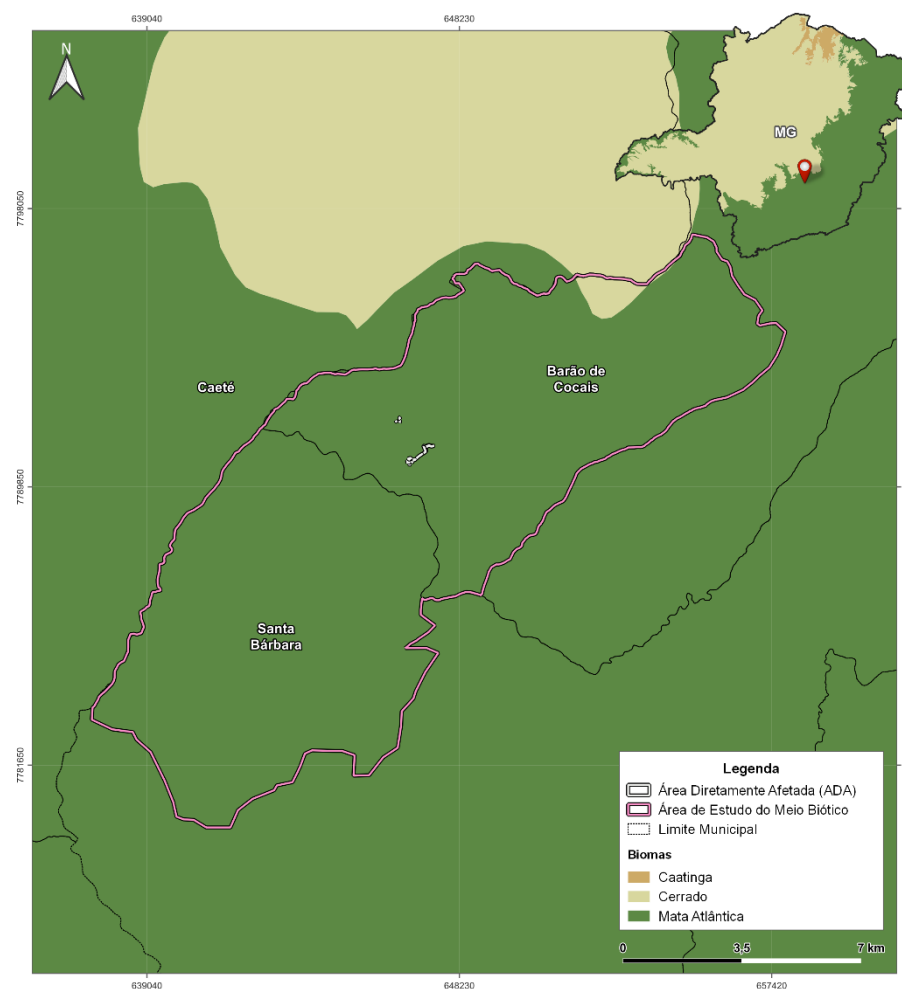 639040
648230
N
MG
7798050
Caeté
Barão de
Cocais
7789850
Santa
Bárbara
7781650
Legenda
Área Diretamente Afetada (ADA)
Área de Estudo do Meio Biótico
Limite Municipal
Biomas
Caatinga
Cerrado
Mata Atlântica
0 3,5 7 km
639040
648230
657420